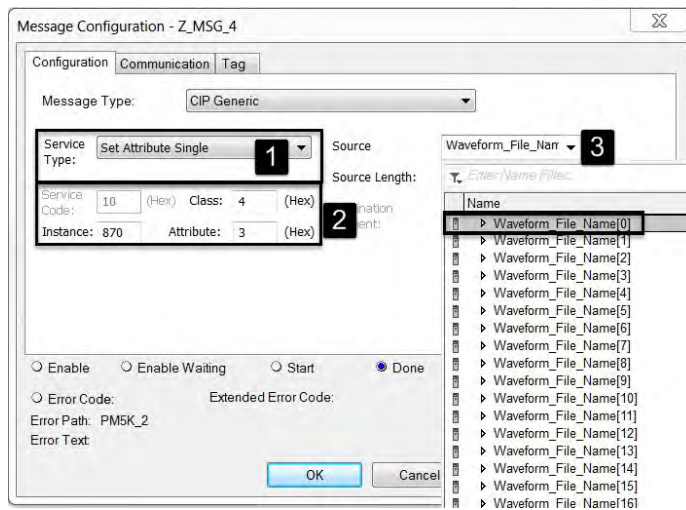 Message Configuration - Z_MSG_4
Configuration Communication Tag
Message Type: CIP Generic
Service Type: Set Attribute Single 1
Source Waveform_File_Nam 3
Source Length:
Service Code: 10 (Hex) Class: 4 (Hex)
Instance: 870 Attribute: 3 (Hex) 2
Enter Name Filter...
Name
Waveform_File_Name[0]
Waveform_File_Name[1]
Waveform_File_Name[2]
Waveform_File_Name[3]
Waveform_File_Name[4]
Waveform_File_Name[5]
Waveform_File_Name[6]
Waveform_File_Name[7]
Waveform_File_Name[8]
Waveform_File_Name[9]
Waveform_File_Name[10]
Waveform_File_Name[11]
Waveform_File_Name[12]
Waveform_File_Name[13]
Waveform_File_Name[14]
Waveform_File_Name[15]
Waveform_File_Name[16]
Enable Enable Waiting Start Done
Error Code: Extended Error Code:
Error Path: PM5K_2
Error Text:
OK Cancel